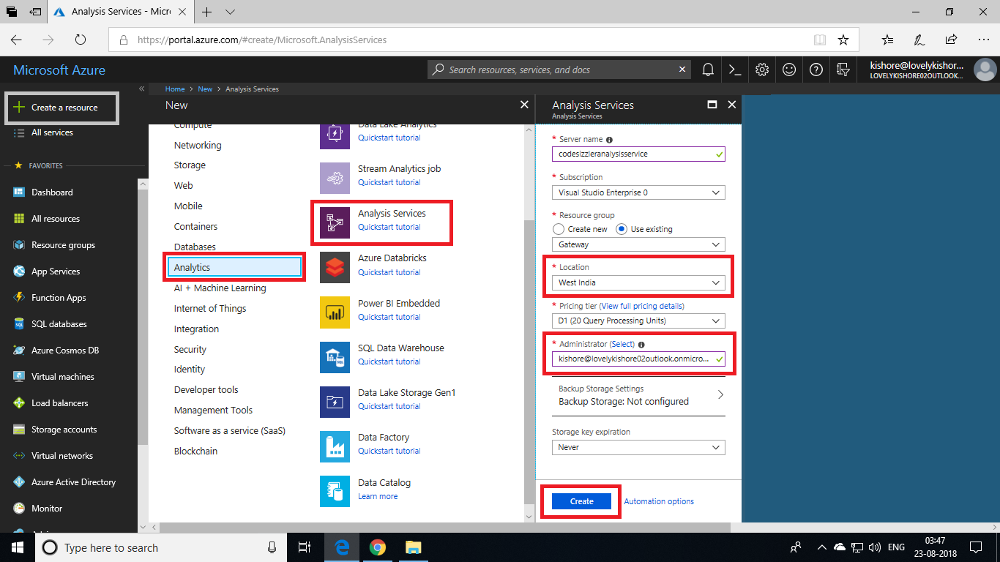 Analysis Services - Micr
https://portal.azure.com/#create/Microsoft.AnalysisServices
Microsoft Azure
Search resources, services, and docs
kishore@lovelykishor...
LOVELYKISHORE02OUTLOOK...
Create a resource
All services
FAVORITES
Dashboard
All resources
Resource groups
App Services
Function Apps
SQL databases
Azure Cosmos DB
Virtual machines
Load balancers
Storage accounts
Virtual networks
Azure Active Directory
Monitor
Home > New > Analysis Services
New
Compute
Networking
Storage
Web
Mobile
Containers
Databases
Analytics
AI + Machine Learning
Internet of Things
Integration
Security
Identity
Developer tools
Management Tools
Software as a service (SaaS)
Blockchain
Data Lake Analytics
Quickstart tutorial
Stream Analytics job
Quickstart tutorial
Analysis Services
Quickstart tutorial
Azure Databricks
Quickstart tutorial
Power BI Embedded
Quickstart tutorial
SQL Data Warehouse
Quickstart tutorial
Data Lake Storage Gen1
Quickstart tutorial
Data Factory
Quickstart tutorial
Data Catalog
Learn more
Analysis Services
Analysis Services
* Server name
codesizzleranalysisservice
* Subscription
Visual Studio Enterprise 0
* Resource group
Create new Use existing
Gateway
* Location
West India
* Pricing tier (View full pricing details)
D1 (20 Query Processing Units)
* Administrator (Select)
kishore@lovelykishore02outlook.onmicro...
Backup Storage Settings
Backup Storage: Not configured
Storage key expiration
Never
Create
Automation options
Type here to search
ENG
03:47
23-08-2018